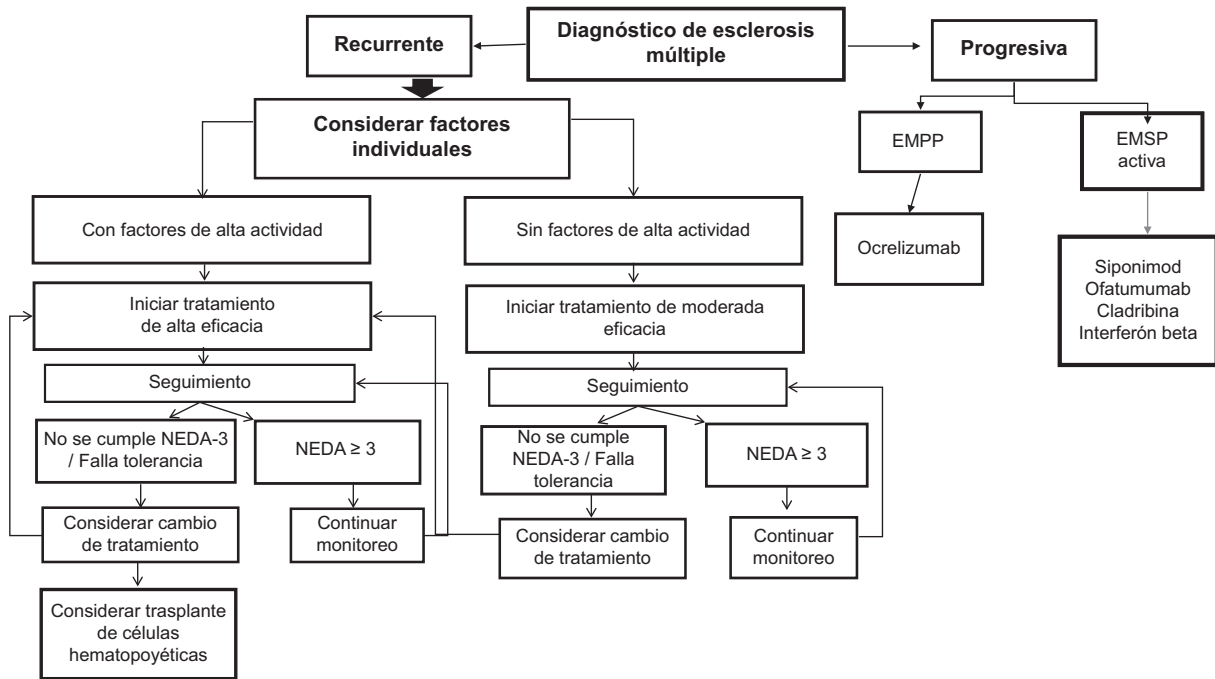 Diagnóstico de esclerosis
múltiple
Recurrente
Progresiva
Considerar factores
individuales
EMPP
EMSP
activa
Con factores de alta actividad
Sin factores de alta actividad
Ocrelizumab
Siponimod
Ofatumumab
Cladribina
Interferón beta
Iniciar tratamiento
de alta eficacia
Iniciar tratamiento de moderada
eficacia
Seguimiento
Seguimiento
No se cumple NEDA-3
/ Falla tolerancia
NEDA ≥ 3
No se cumple
NEDA-3 / Falla
tolerancia
NEDA ≥ 3
Considerar cambio
de tratamiento
Continuar
monitoreo
Considerar cambio
de tratamiento
Continuar
monitoreo
Considerar trasplante
de células
hematopoyéticas